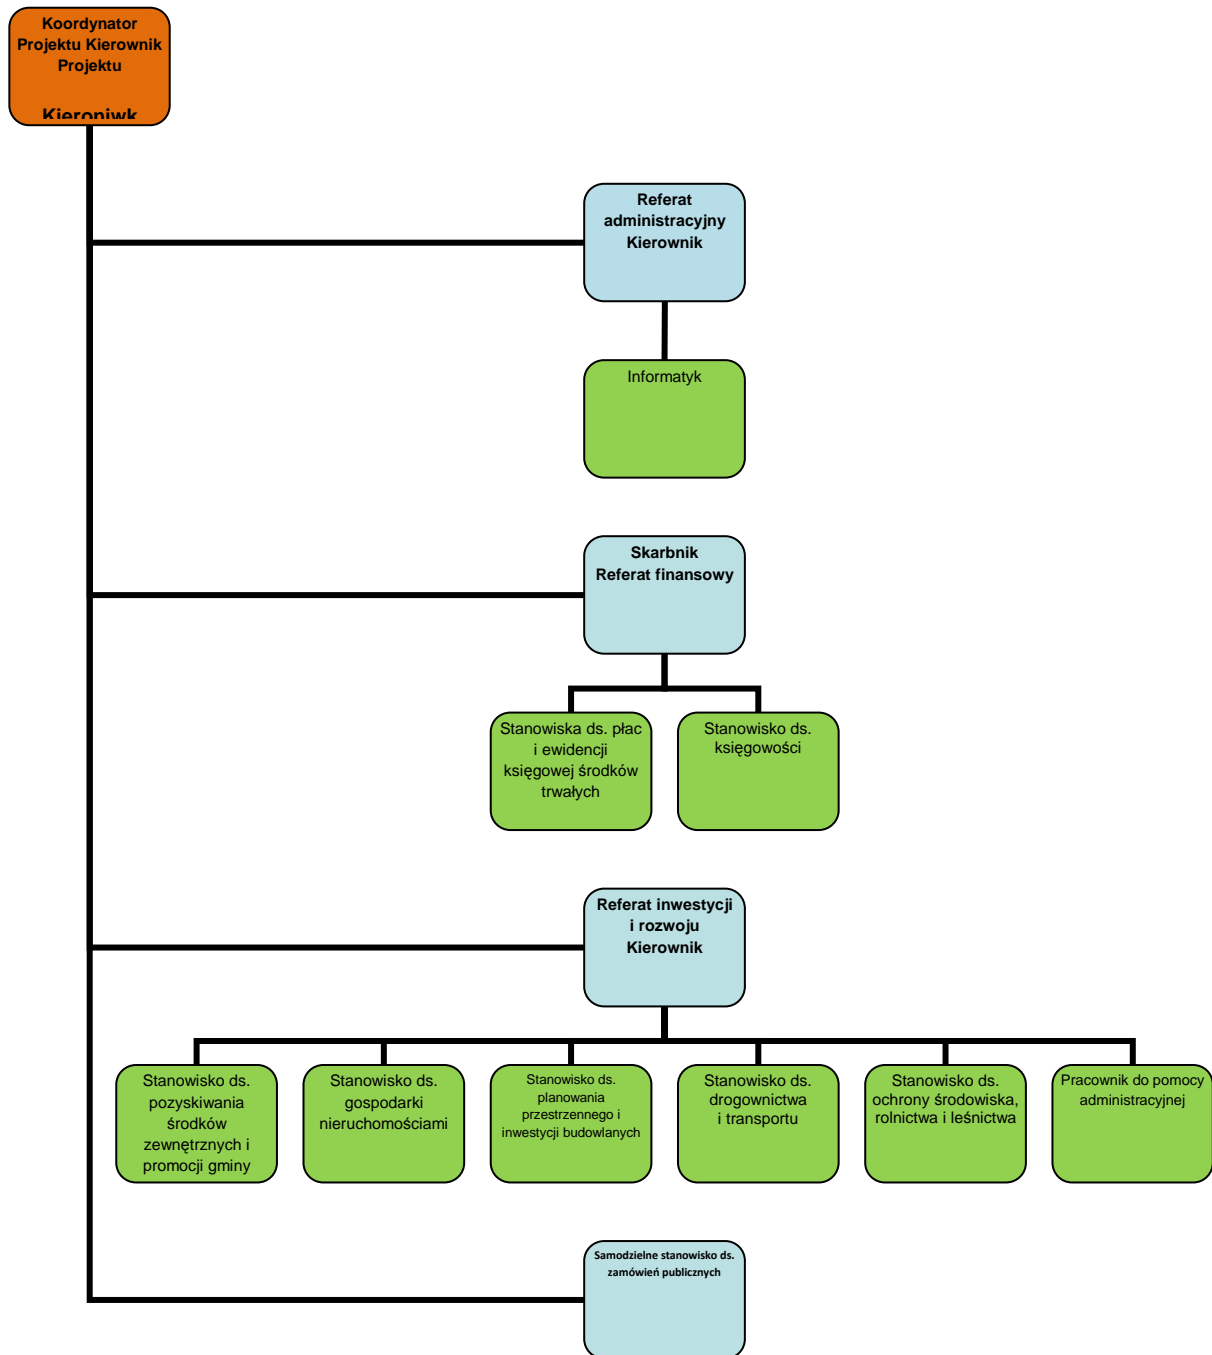 Koordynator
Projektu Kierownik
Projektu
Kieroniwk
Referat
administracyjny
Kierownik
Informatyk
Skarbnik
Referat finansowy
Stanowiska ds. płac
i ewidencji
księgowej środków
trwałych
Stanowisko ds.
księgowości
Referat inwestycji
i rozwoju
Kierownik
Stanowisko ds.
pozyskiwania
środków
zewnętrznych i
promocji gminy
Stanowisko ds.
gospodarki
nieruchomościami
Stanowisko ds.
planowania
przestrzennego i
inwestycji budowlanych
Stanowisko ds.
drogownictwa
i transportu
Stanowisko ds.
ochrony środowiska,
rolnictwa i leśnictwa
Pracownik do pomocy
administracyjnej
Samodzielne stanowisko ds.
zamówień publicznych